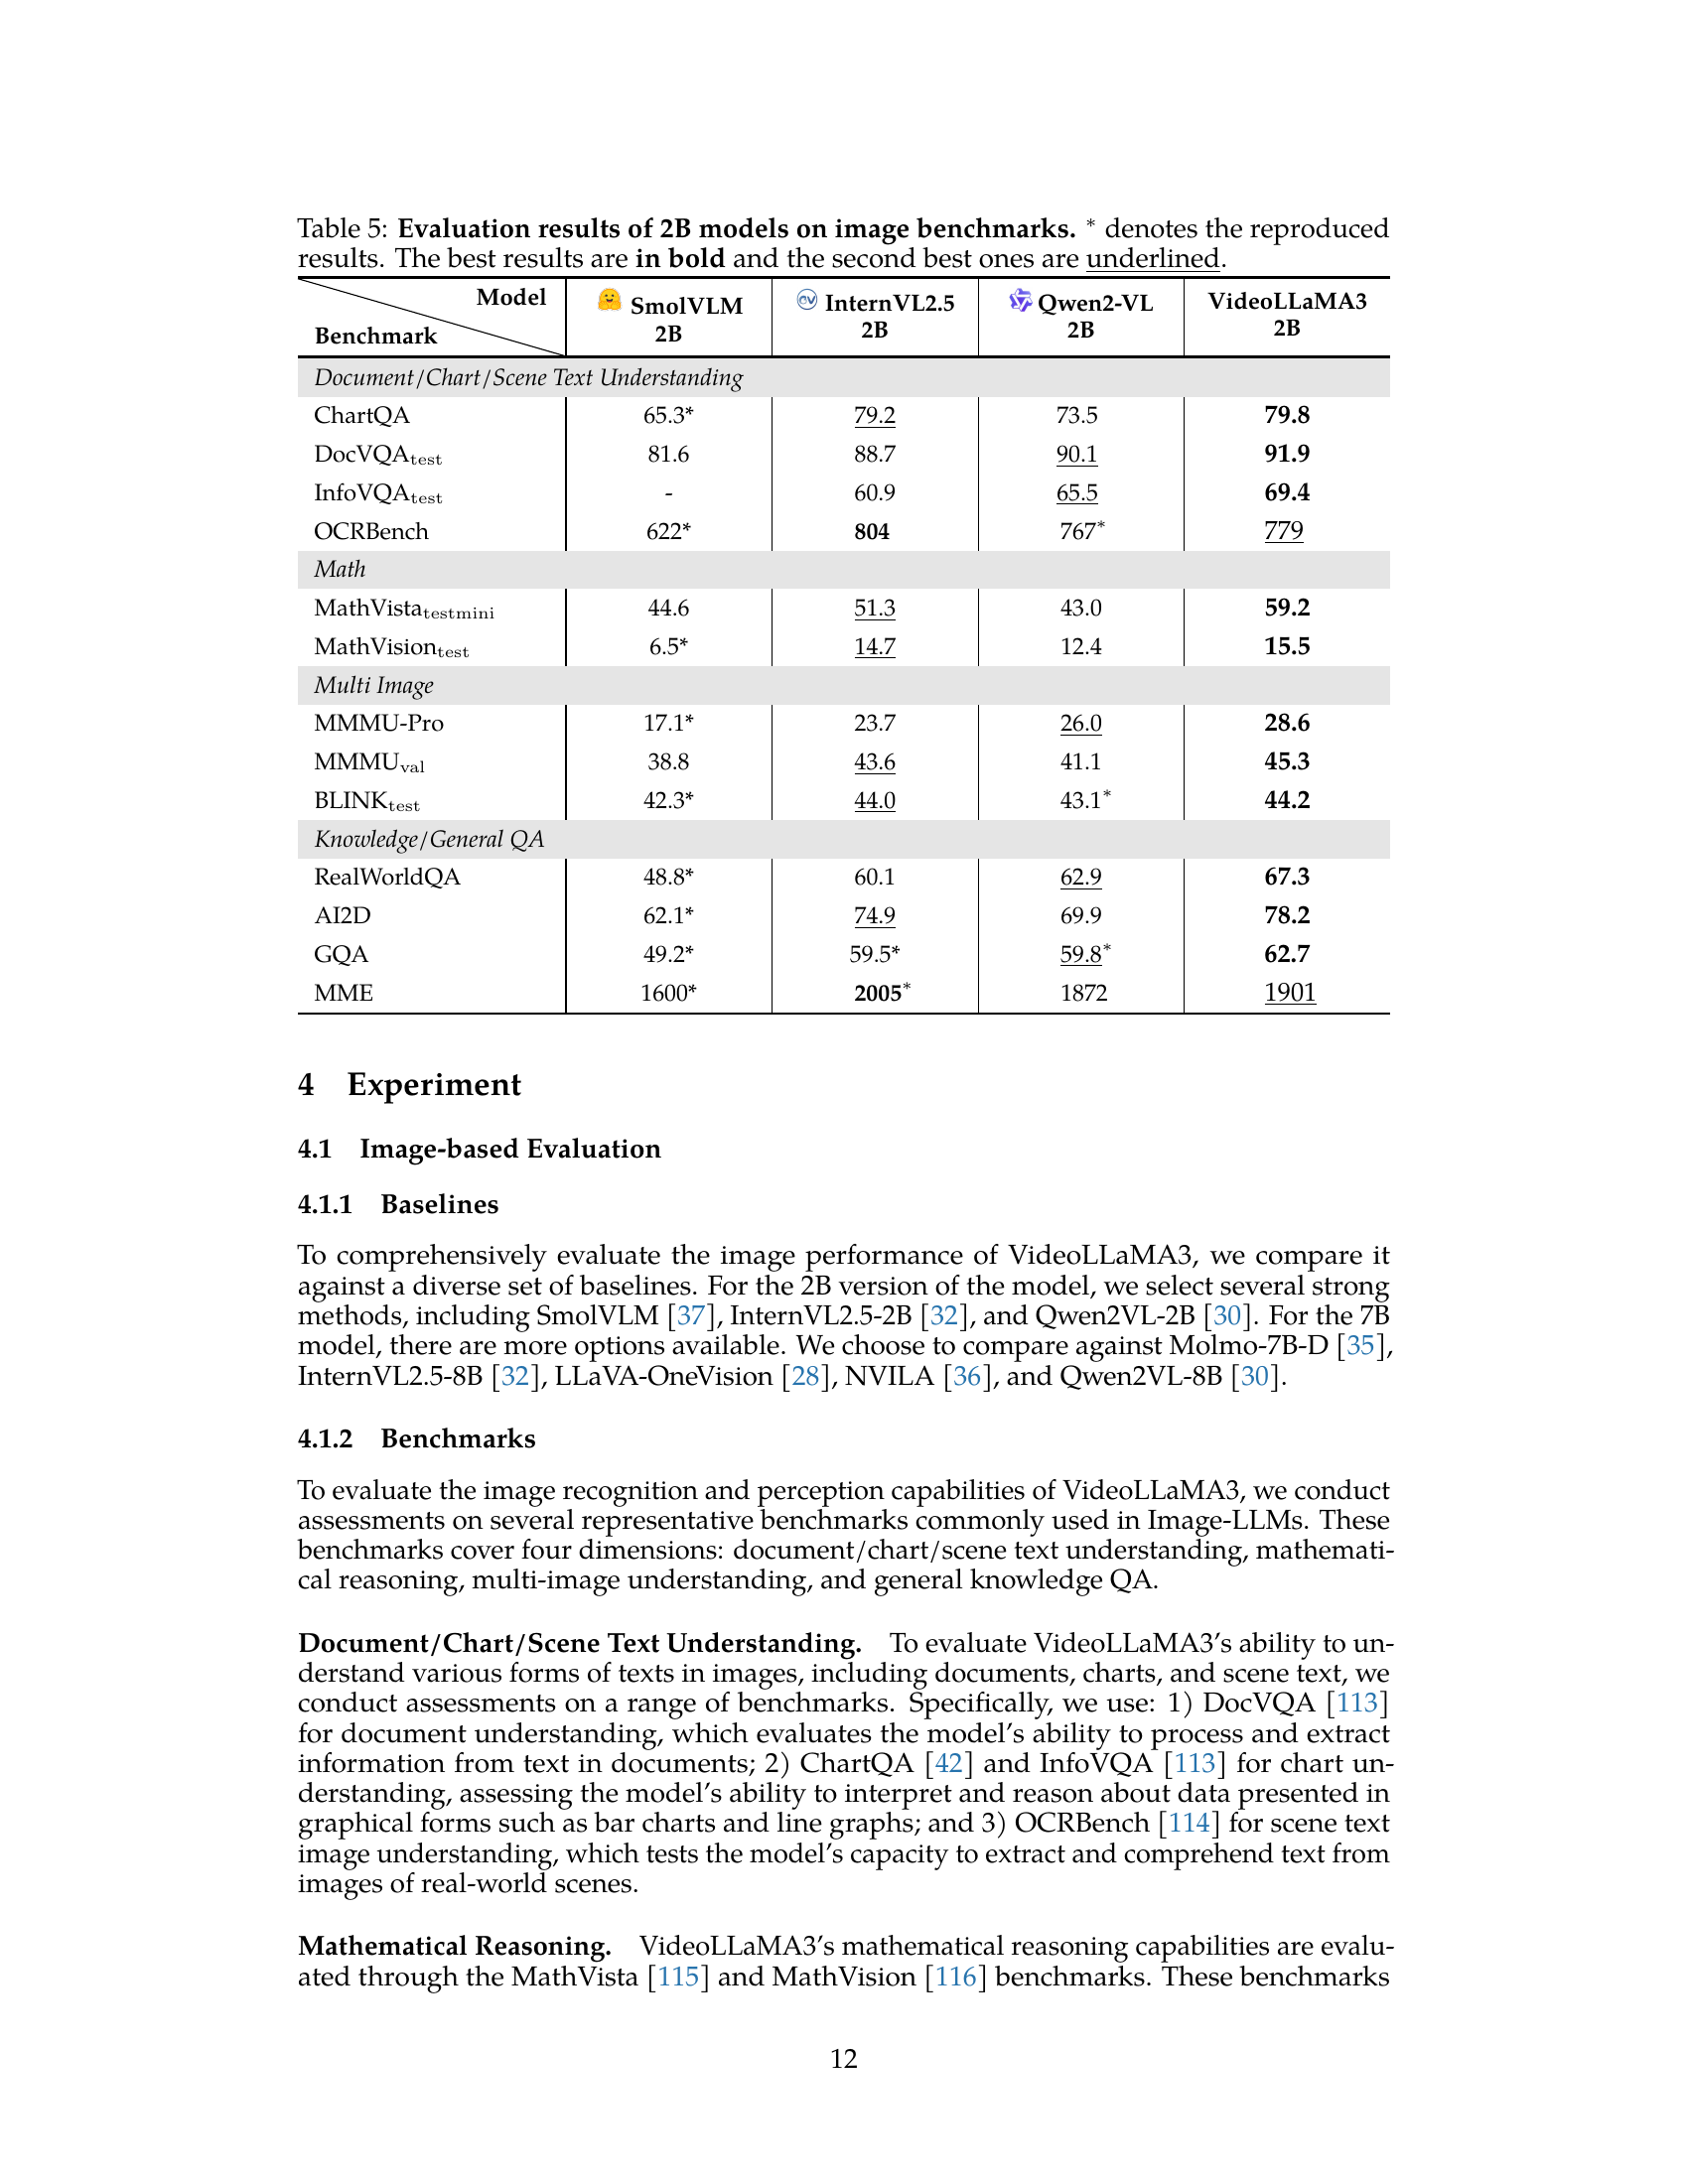 Table 5: Evaluation results of 2B models on image benchmarks. * denotes the reproduced
results. The best results are in bold and the second best ones are underlined.
Model
Benchmark
SmolVLM 2B
InternVL2.5 2B
Qwen2-VL 2B
VideoLLaMA3 2B
Document/Chart/Scene Text Understanding
ChartQA 65.3* 79.2 73.5 79.8
DocVQAtest 81.6 88.7 90.1 91.9
InfoVQAtest - 60.9 65.5 69.4
OCRBench 622* 804 767* 779
Math
MathVistatestmini 44.6 51.3 43.0 59.2
MathVisiontest 6.5* 14.7 12.4 15.5
Multi Image
MMMU-Pro 17.1* 23.7 26.0 28.6
MMMUval 38.8 43.6 41.1 45.3
BLINKtest 42.3* 44.0 43.1* 44.2
Knowledge/General QA
RealWorldQA 48.8* 60.1 62.9 67.3
AI2D 62.1* 74.9 69.9 78.2
GQA 49.2* 59.5* 59.8* 62.7
MME 1600* 2005* 1872 1901
4 Experiment
4.1 Image-based Evaluation
4.1.1 Baselines
To comprehensively evaluate the image performance of VideoLLaMA3, we compare it
against a diverse set of baselines. For the 2B version of the model, we select several strong
methods, including SmolVLM [37], InternVL2.5-2B [32], and Qwen2VL-2B [30]. For the 7B
model, there are more options available. We choose to compare against Molmo-7B-D [35],
InternVL2.5-8B [32], LLaVA-OneVision [28], NVILA [36], and Qwen2VL-8B [30].
4.1.2 Benchmarks
To evaluate the image recognition and perception capabilities of VideoLLaMA3, we conduct
assessments on several representative benchmarks commonly used in Image-LLMs. These
benchmarks cover four dimensions: document/chart/scene text understanding, mathemati-
cal reasoning, multi-image understanding, and general knowledge QA.
Document/Chart/Scene Text Understanding. To evaluate VideoLLaMA3's ability to un-
derstand various forms of texts in images, including documents, charts, and scene text, we
conduct assessments on a range of benchmarks. Specifically, we use: 1) DocVQA [113]
for document understanding, which evaluates the model's ability to process and extract
information from text in documents; 2) ChartQA [42] and InfoVQA [113] for chart un-
derstanding, assessing the model's ability to interpret and reason about data presented in
graphical forms such as bar charts and line graphs; and 3) OCRBench [114] for scene text
image understanding, which tests the model's capacity to extract and comprehend text from
images of real-world scenes.
Mathematical Reasoning. VideoLLaMA3's mathematical reasoning capabilities are evalu-
ated through the MathVista [115] and MathVision [116] benchmarks. These benchmarks
12